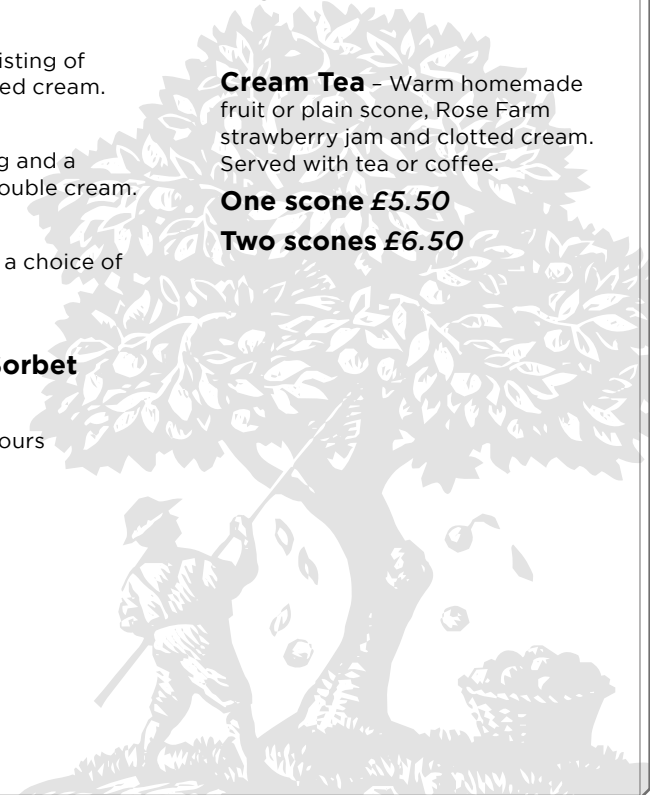 isting of
ed cream.
g and a
ouble cream.
a choice of
Sorbet
ours
Cream Tea – Warm homemade
fruit or plain scone, Rose Farm
strawberry jam and clotted cream.
Served with tea or coffee.
One scone £5.50
Two scones £6.50